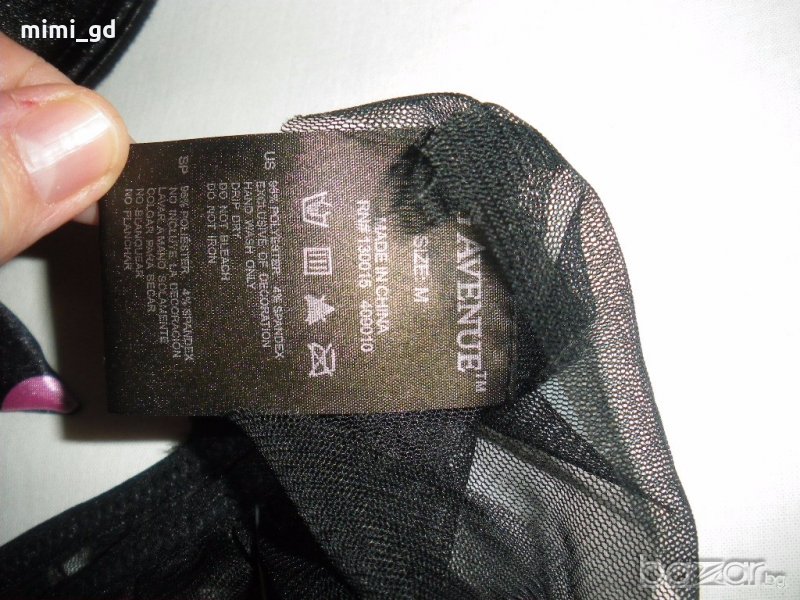 mimi_gd
AVENUE™
SIZE: M
MADE IN CHINA
RN#130015 409010
US 96% POLYESTER 4% SPANDEX
EXCLUSIVE OF DECORATION
HAND WASH ONLY
DRIP DRY
DO NOT BLEACH
DO NOT IRON
SP 96% POLIÉSTER 4% SPANDEX
NO INCLUYE LA DECORACIÓN
LAVAR A MANO SOLAMENTE
COLGAR PARA SECAR
NO BLANQUEAR
NO PLANCHAR
bazar.bg